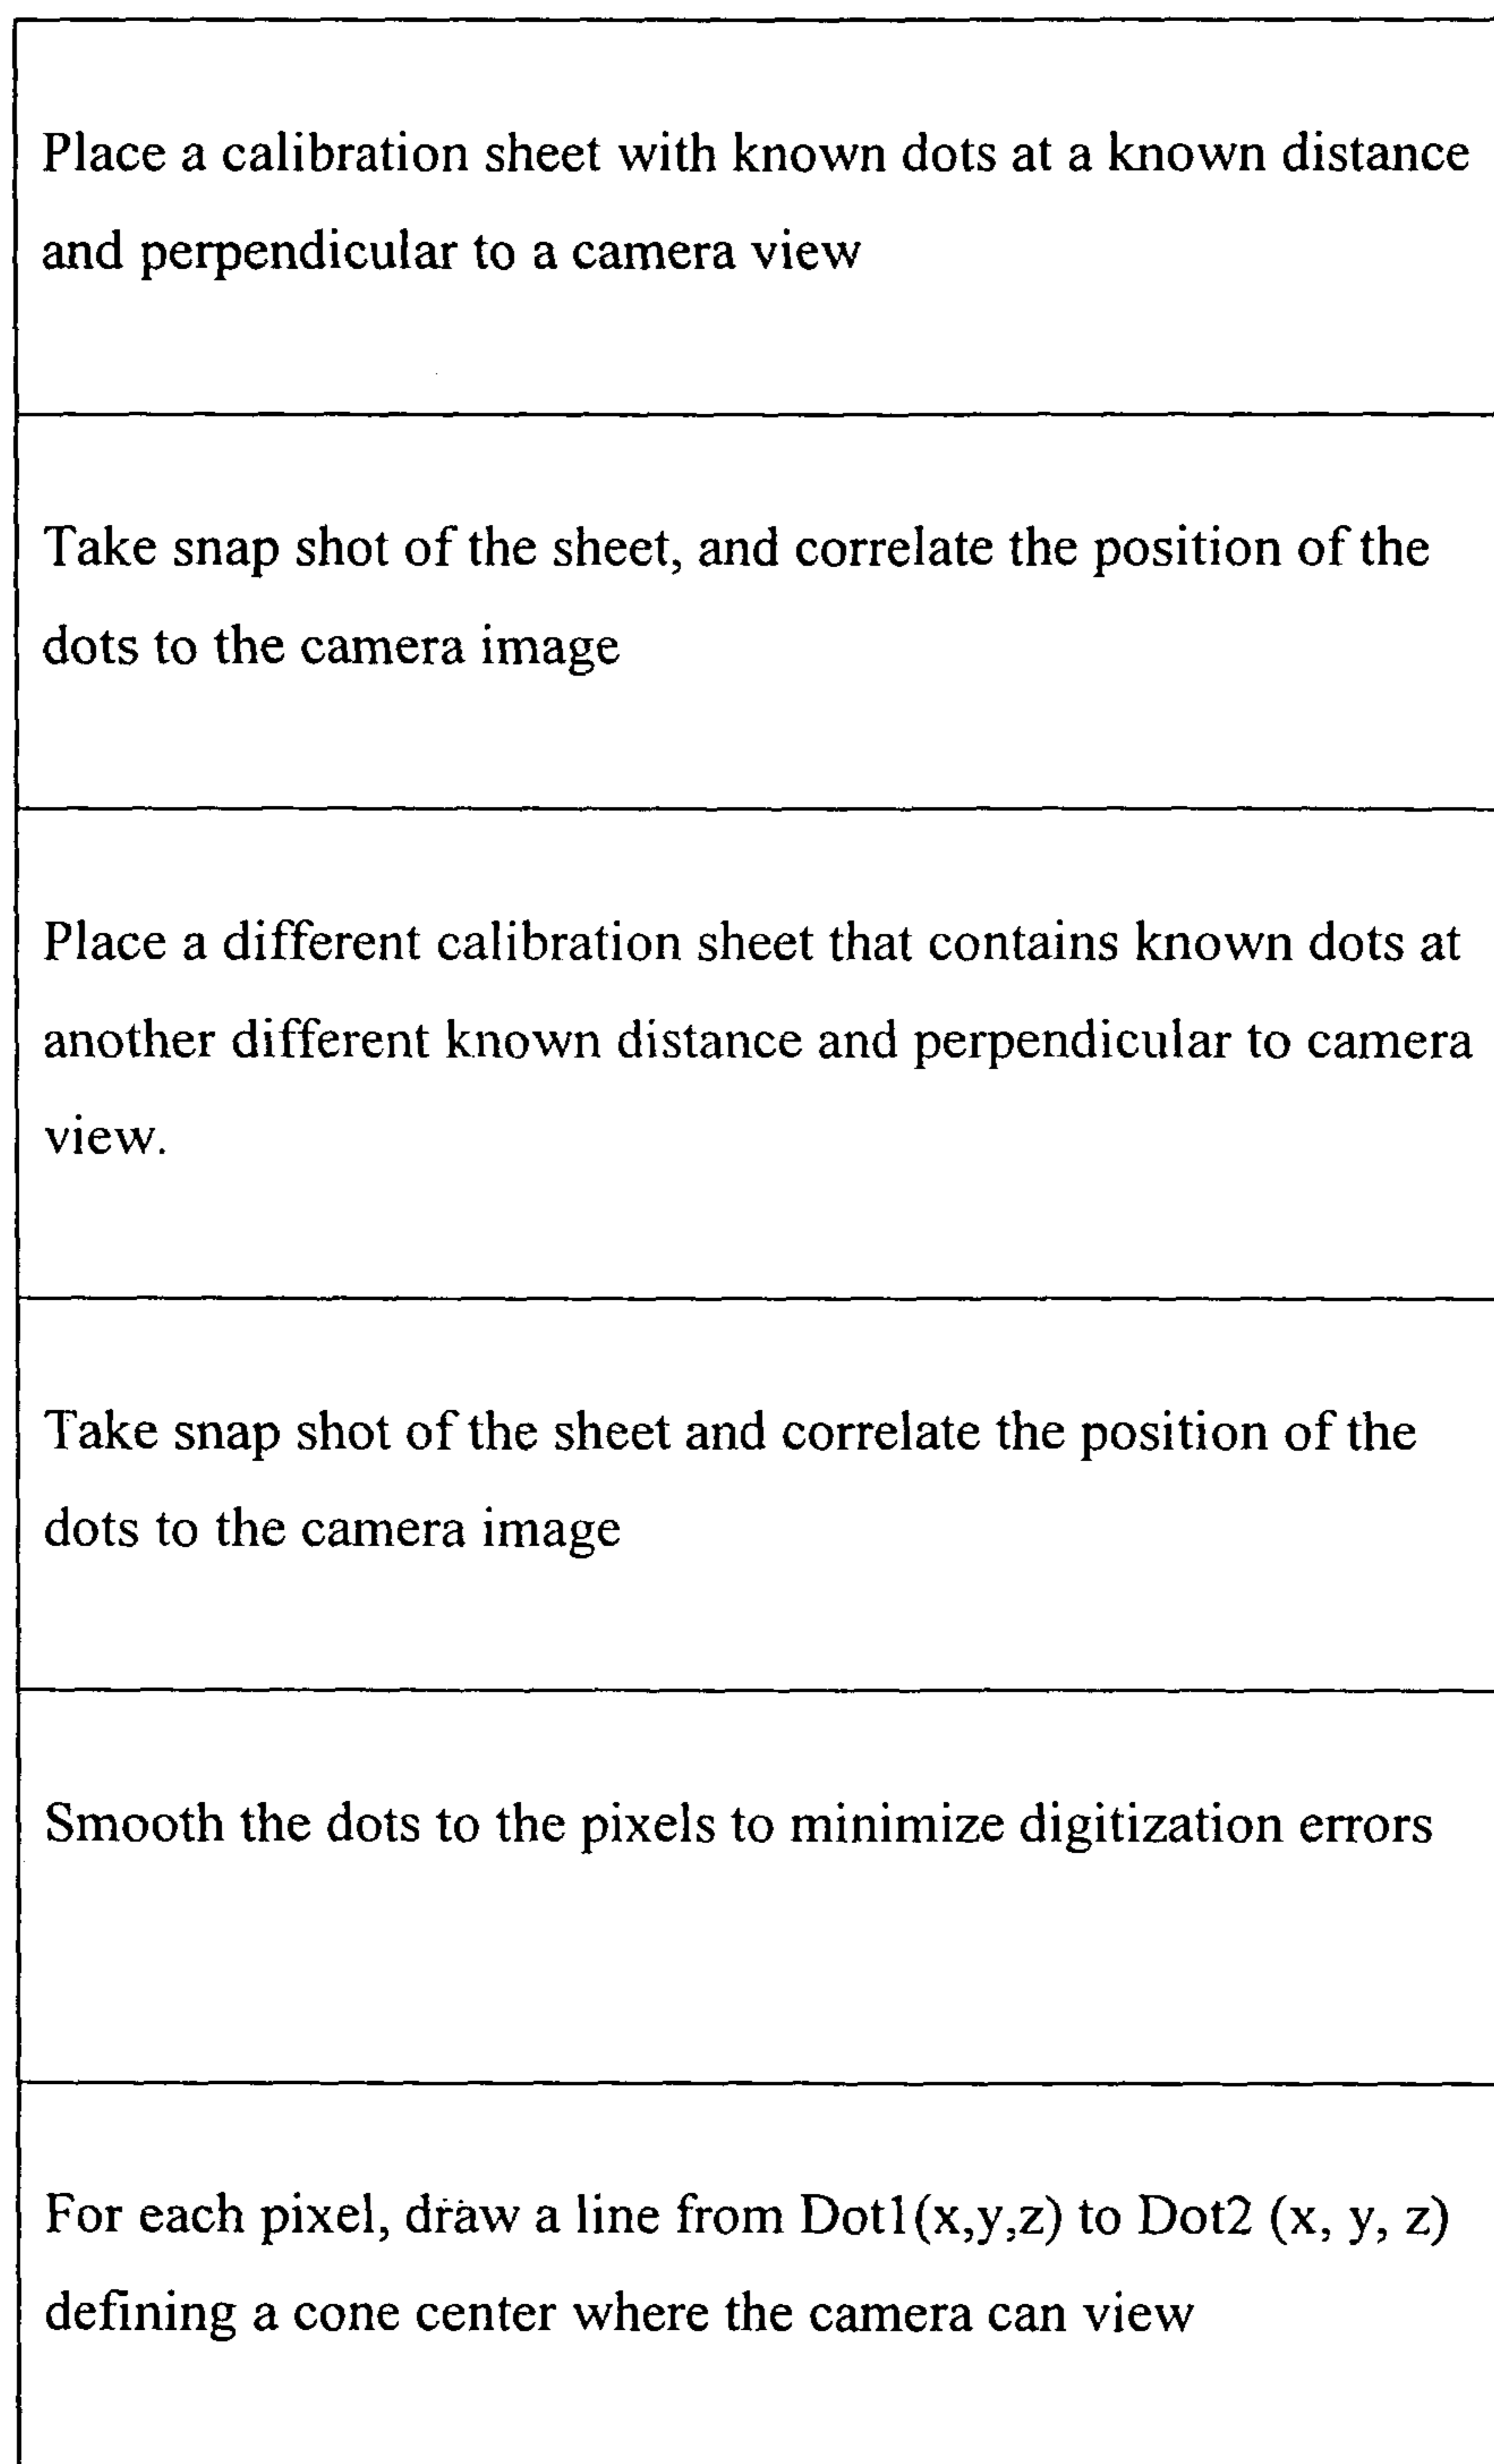 Place a calibration sheet with known dots at a known distance
and perpendicular to a camera view
Take snap shot of the sheet, and correlate the position of the
dots to the camera image
Place a different calibration sheet that contains known dots at
another different known distance and perpendicular to camera
view.
Take snap shot of the sheet and correlate the position of the
dots to the camera image
Smooth the dots to the pixels to minimize digitization errors
For each pixel, draw a line from Dot1(x,y,z) to Dot2 (x, y, z)
defining a cone center where the camera can view